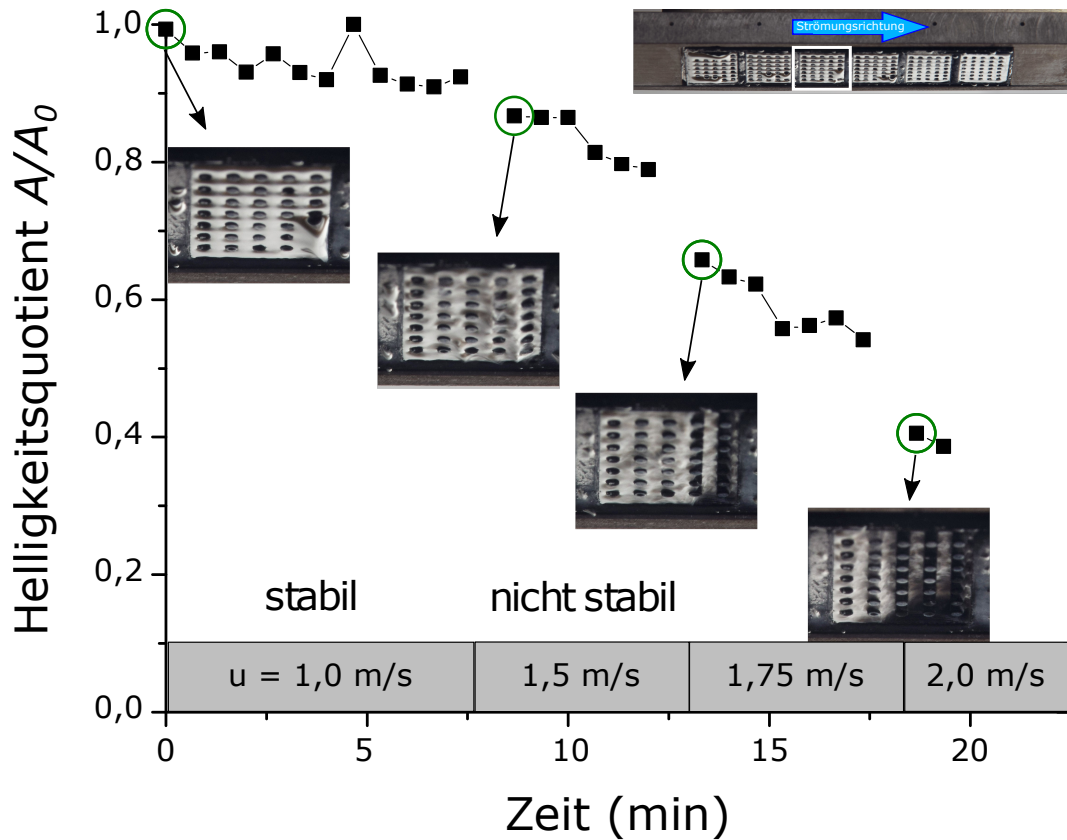 Strömungsrichtung
Helligkeitsquotient A/A₀
1,0
0,8
0,6
0,4
0,2
0,0
stabil
nicht stabil
u = 1,0 m/s
1,5 m/s
1,75 m/s
2,0 m/s
0
5
10
15
20
Zeit (min)